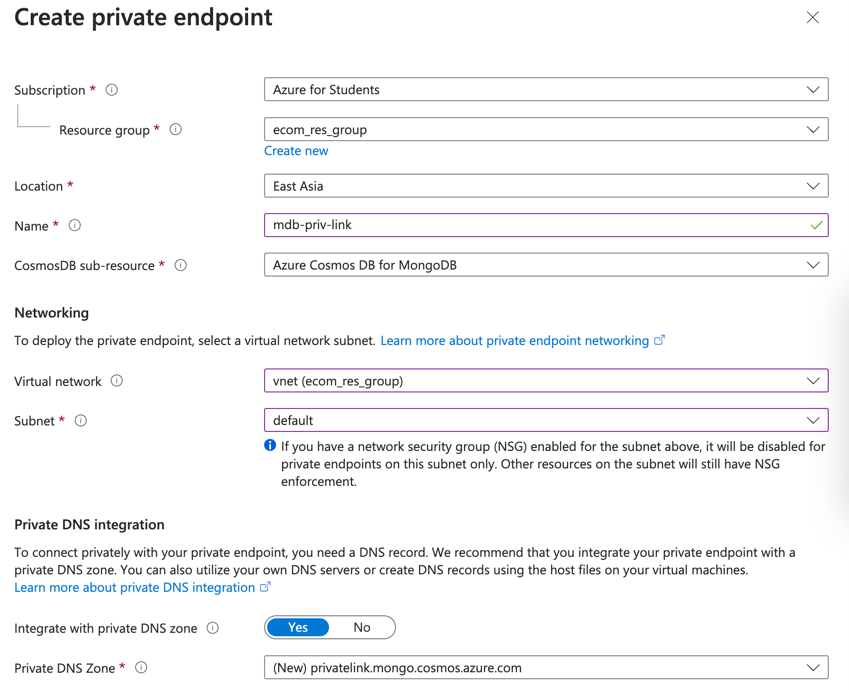 Create private endpoint
Subscription *
Azure for Students
Resource group *
ecom_res_group
Create new
Location *
East Asia
Name *
mdb-priv-link
CosmosDB sub-resource *
Azure Cosmos DB for MongoDB
Networking
To deploy the private endpoint, select a virtual network subnet. Learn more about private endpoint networking
Virtual network
vnet (ecom_res_group)
Subnet *
default
If you have a network security group (NSG) enabled for the subnet above, it will be disabled for
private endpoints on this subnet only. Other resources on the subnet will still have NSG
enforcement.
Private DNS integration
To connect privately with your private endpoint, you need a DNS record. We recommend that you integrate your private endpoint with a
private DNS zone. You can also utilize your own DNS servers or create DNS records using the host files on your virtual machines.
Learn more about private DNS integration
Integrate with private DNS zone
Yes No
Private DNS Zone *
(New) privatelink.mongo.cosmos.azure.com